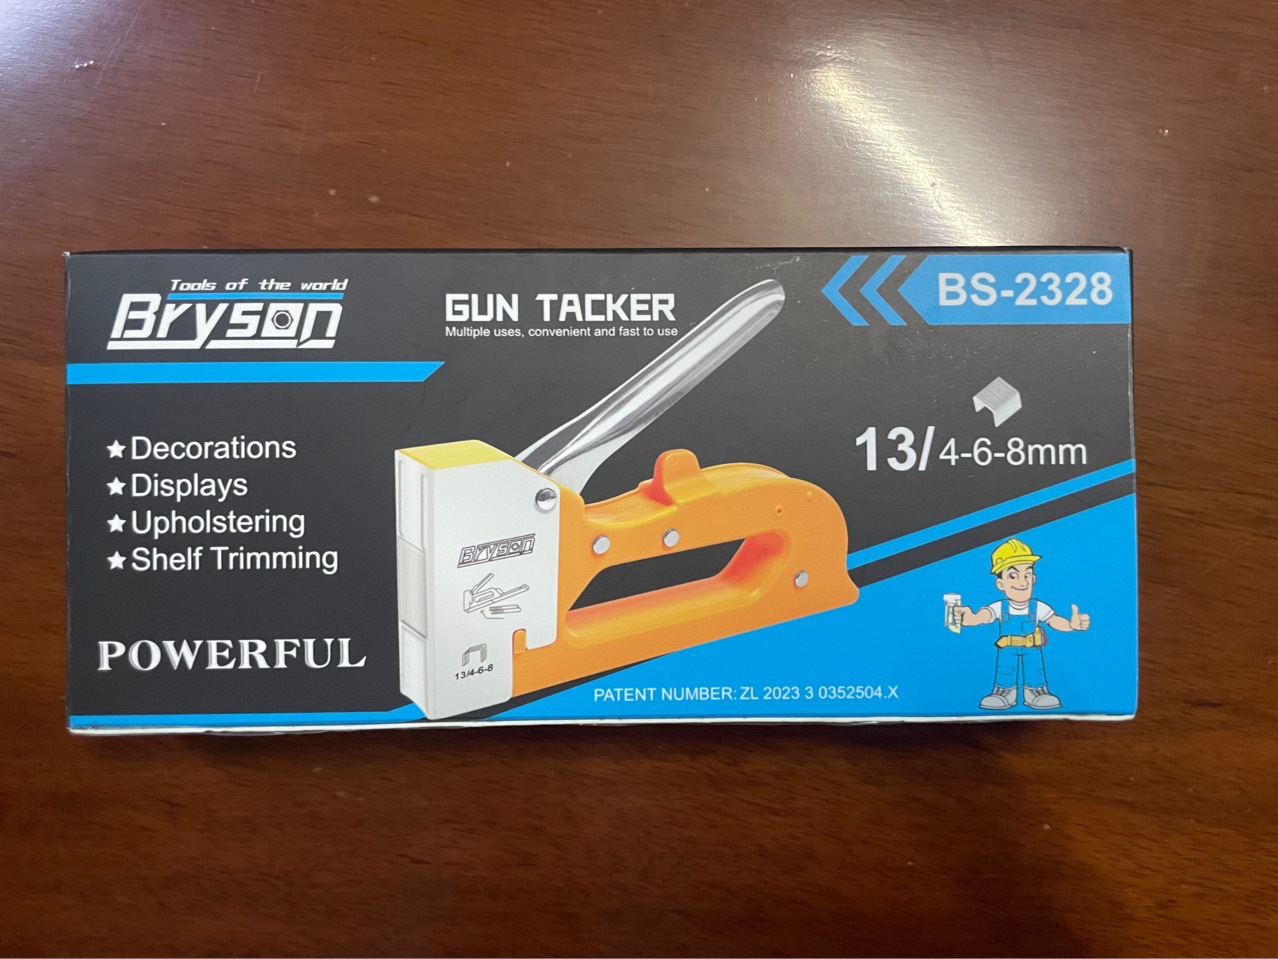 Tools of the world
Bryson
GUN TACKER
Multiple uses, convenient and fast to use
BS-2328
13/4-6-8mm
★Decorations
★Displays
★Upholstering
★Shelf Trimming
POWERFUL
BRYSON
13/4-6-8
PATENT NUMBER: ZL 2023 3 0352504.X